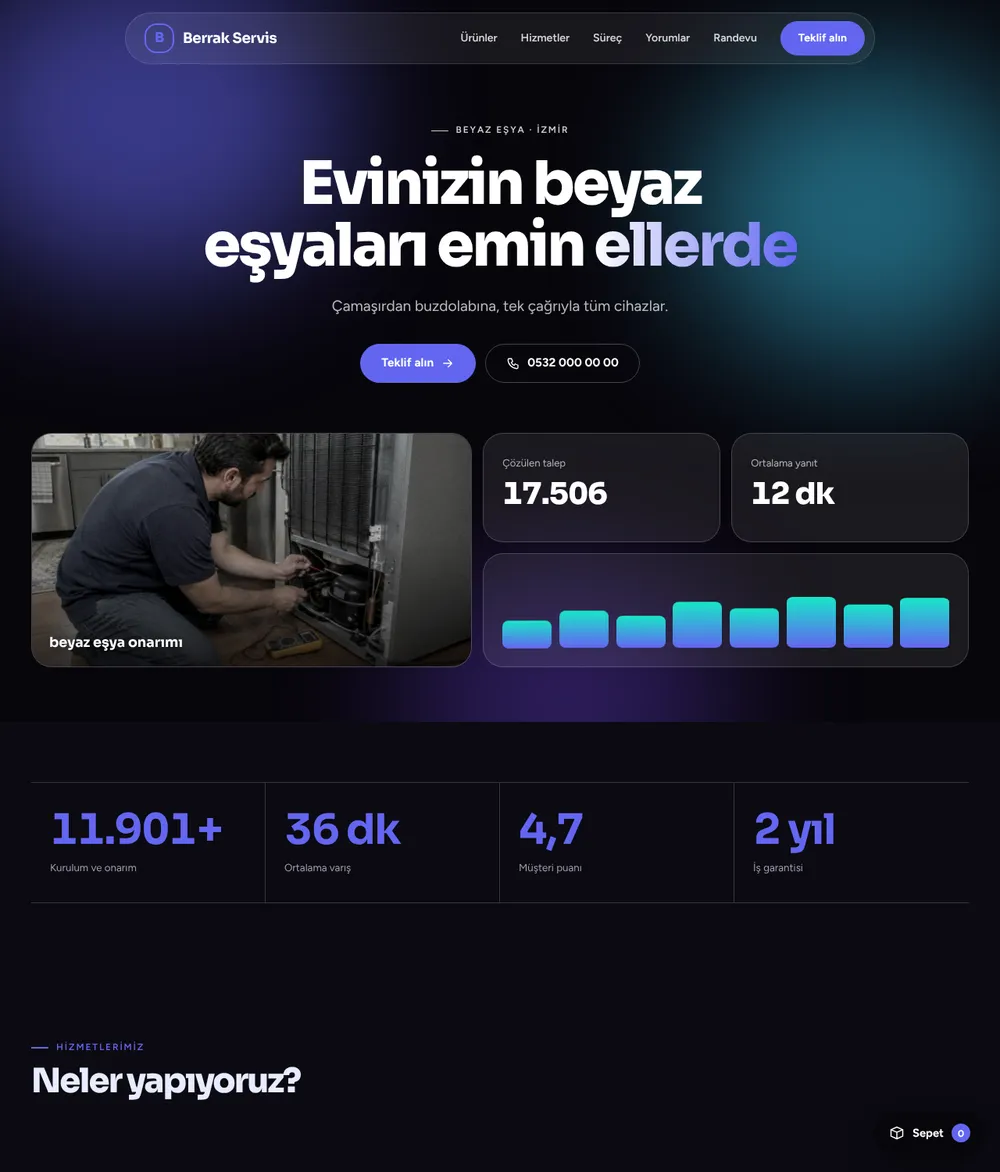 B
Berrak Servis
Ürünler
Hizmetler
Süreç
Yorumlar
Randevu
Teklif alın
BEYAZ EŞYA · İZMİR
Evinizin beyaz
eşyaları emin ellerde
Çamaşırdan buzdolabına, tek çağrıyla tüm cihazlar.
Teklif alın →
0532 000 00 00
beyaz eşya onarımı
Çözülen talep
17.506
Ortalama yanıt
12 dk
11.901+
Kurulum ve onarım
36 dk
Ortalama varış
4,7
Müşteri puanı
2 yıl
İş garantisi
HİZMETLERİMİZ
Neler yapıyoruz?
Sepet 0